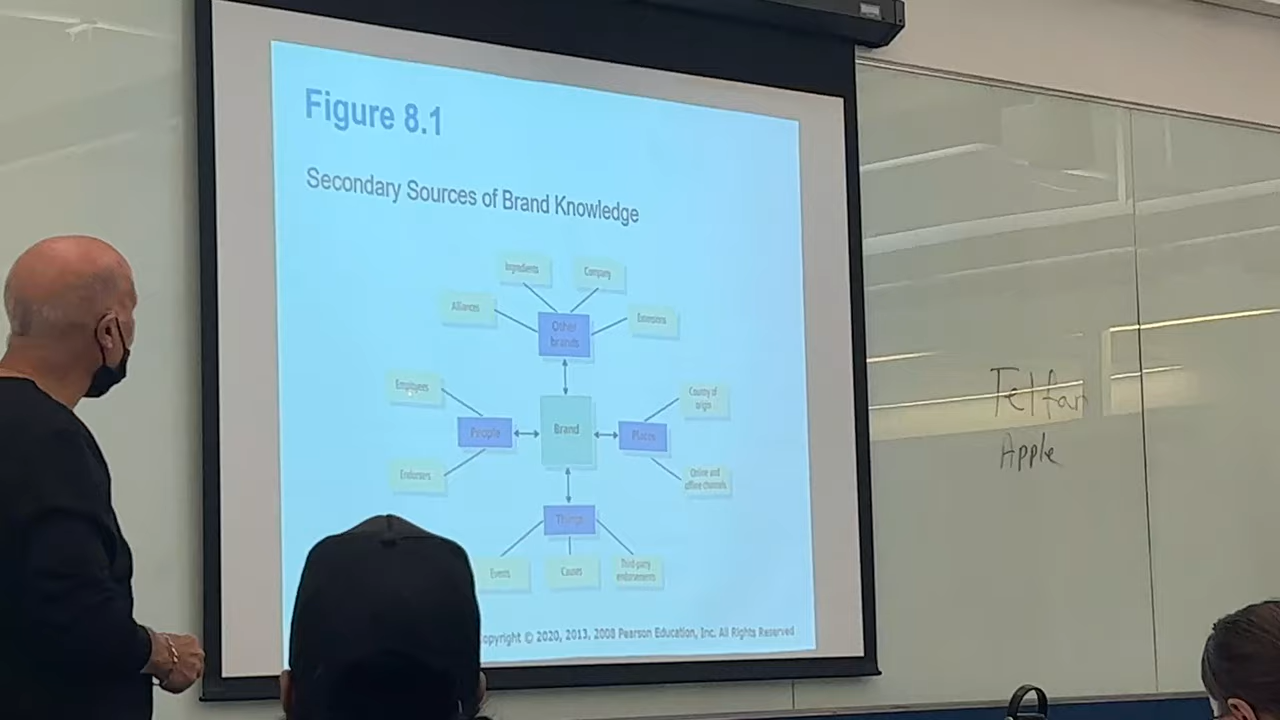 Figure 8.1
Secondary Sources of Brand Knowledge
Ingredients
Company
Alliances
Extensions
Other
brands
Employees
Country of
origin
People
Brand
Places
Endorsers
Online and
offline channels
Things
Events
Causes
Third-party
endorsements
opyright © 2020, 2013, 2008 Pearson Education, Inc. All Rights Reserved
Telfar
Apple